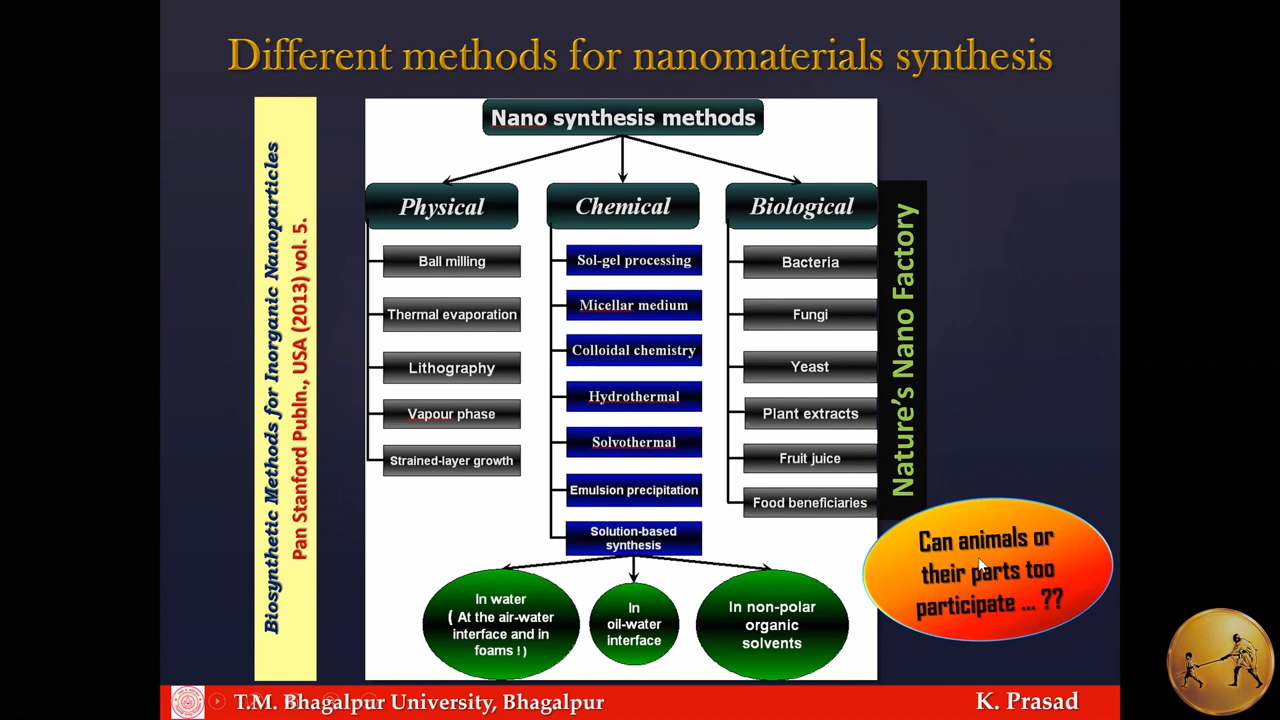 Different methods for nanomaterials synthesis
Biosynthetic Methods for Inorganic Nanoparticles
Pan Stanford Publn., USA (2013) vol. 5.
Nano synthesis methods
Physical
Ball milling
Thermal evaporation
Lithography
Vapour phase
Strained-layer growth
Chemical
Sol-gel processing
Micellar medium
Colloidal chemistry
Hydrothermal
Solvothermal
Emulsion precipitation
Solution-based
synthesis
In water
( At the air-water
interface and in
foams !)
In
oil-water
interface
In non-polar
organic
solvents
Biological
Bacteria
Fungi
Yeast
Plant extracts
Fruit juice
Food beneficiaries
Nature's Nano Factory
Can animals or
their parts too
participate ... ??
T.M. Bhagalpur University, Bhagalpur
K. Prasad